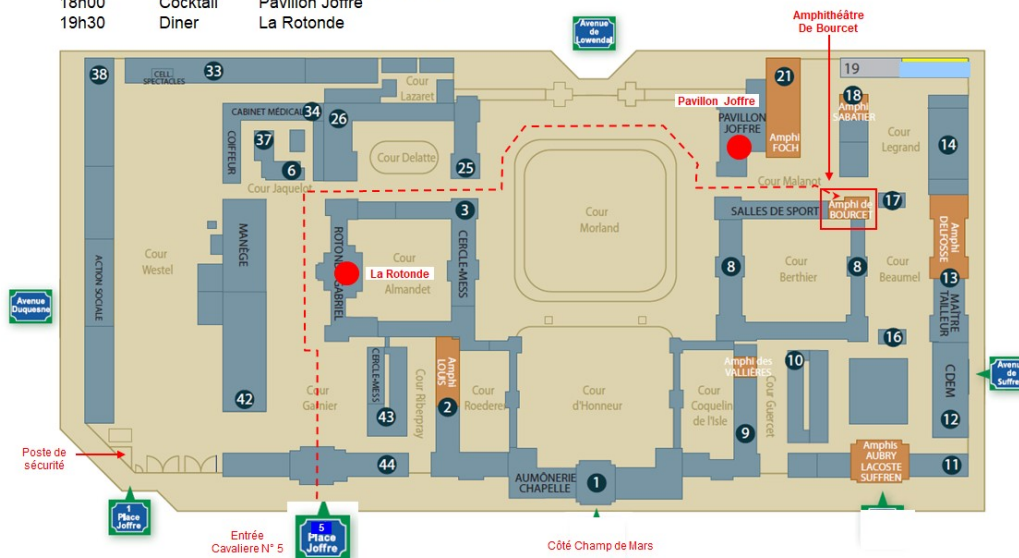 18h00 Cocktail Pavillon Joffre
19h30 Diner La Rotonde
Avenue
de
Lowendal
Amphithéâtre
De Bourcet
38
CELL
SPECTACLES
33
Cour
Lazaret
21
19
Pavillon Joffre
PAVILLON
JOFFRE
Amphi
FOCH
18
Amphi
SABATIER
Cour
Legrand
14
CABINET MÉDICAL
34
26
COIFFEUR
37
6
Cour Delatte
25
Cour Jaquelot
Cour Malanot
17
3
SALLES DE SPORT
Amphi de
BOURCET
Cour
Morland
MANÈGE
ROTONDE GABRIEL
La Rotonde
Cour
Almandet
CERCLE-MESS
8
Cour
Berthier
8
Cour
Beaumel
Amphi
DELFOSSE
13
MAÎTRE
TAILLEUR
Cour
Westel
ACTION SOCIALE
Avenue
Duquesne
16
Amphi
LOUIS
CERCLE-MESS
Amphi des
VALLIÈRES
10
CDEM
Avenue
de
Suffren
42
Cour
Garnier
43
Cour Riberpray
2
Cour
Roederer
Cour
d'Honneur
Cour
Coquelin
de l'Isle
Cour Guercet
9
12
Poste de
sécurité
44
AUMÔNERIE
CHAPELLE
1
Amphis
AUBRY
LACOSTE
SUFFREN
11
1
Place
Joffre
Entrée
Cavaliere N° 5
5
Place
Joffre
Côté Champ de Mars